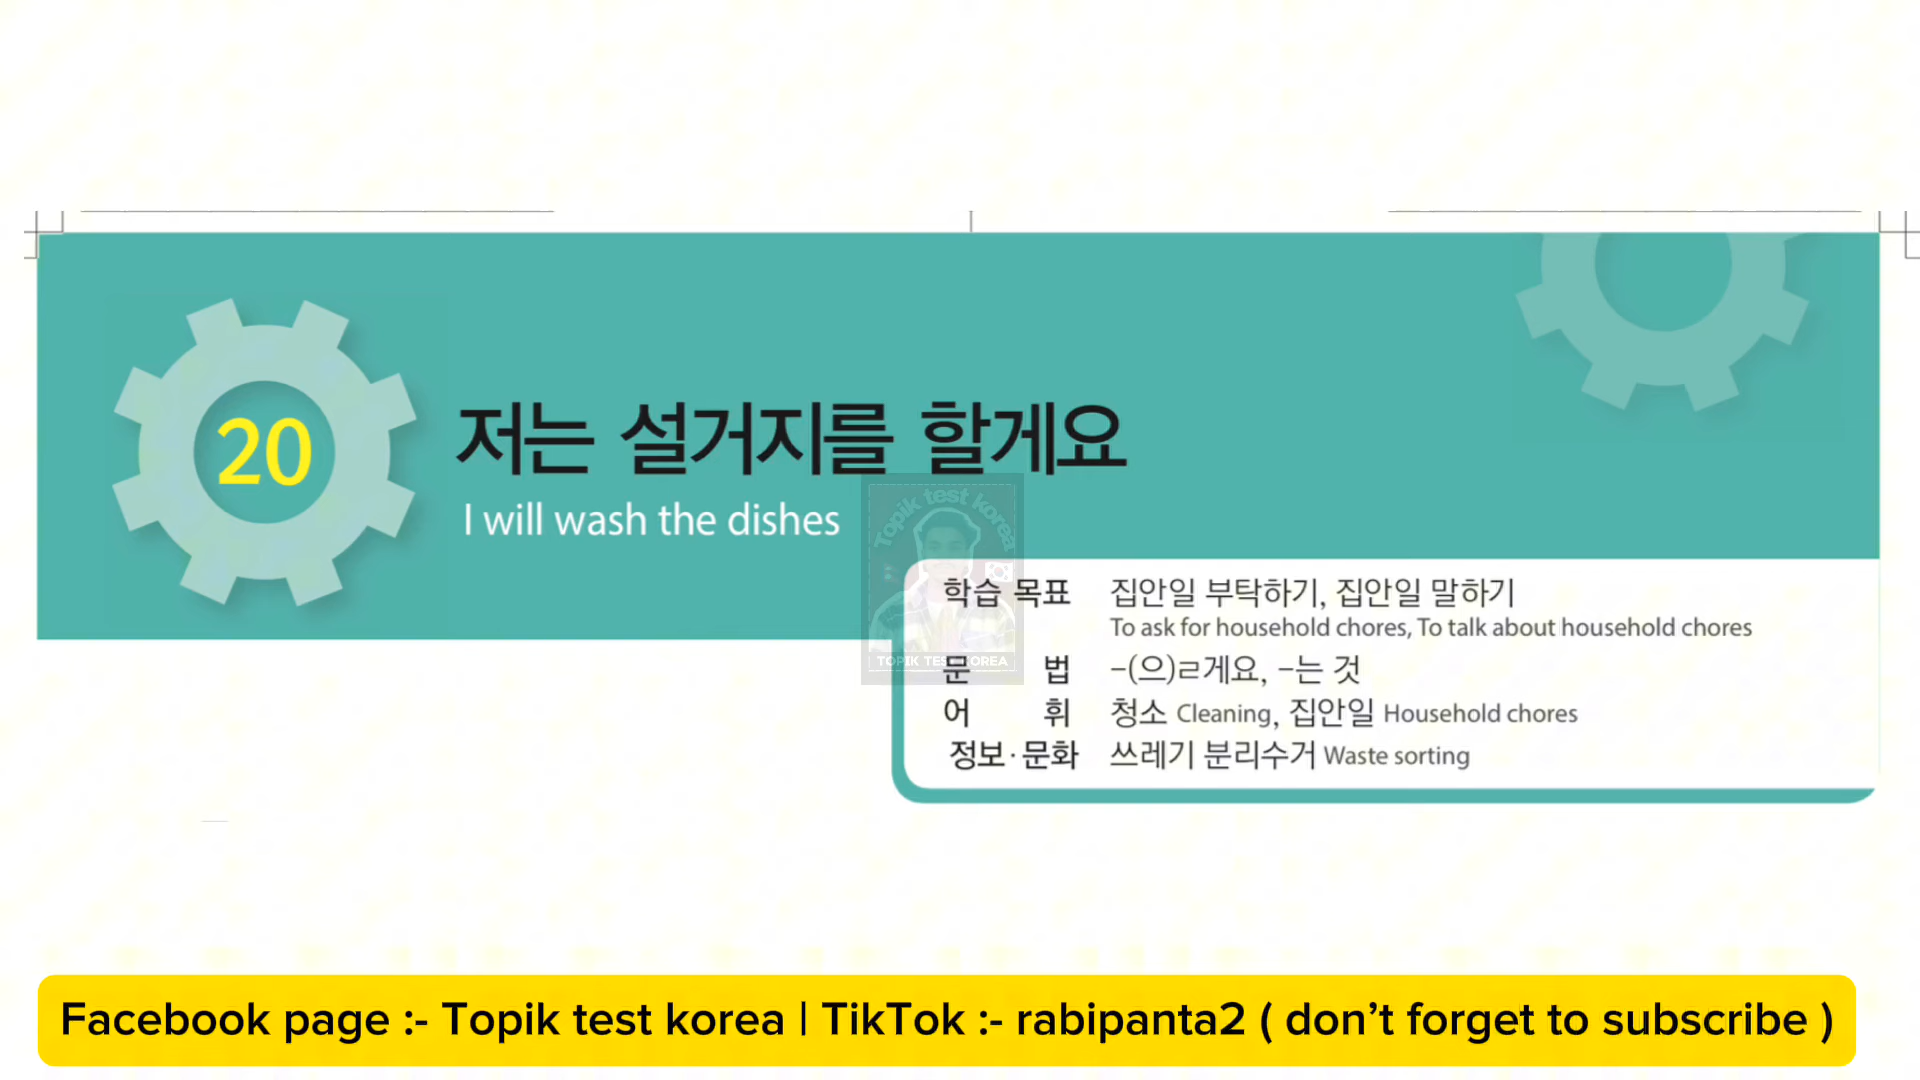 20
저는 설거지를 할게요
I will wash the dishes
Topik test korea
TOPIK TEST KOREA
학습 목표 집안일 부탁하기, 집안일 말하기
To ask for household chores, To talk about household chores
문 법 –(으)ㄹ게요, –는 것
어 휘 청소 Cleaning, 집안일 Household chores
정보·문화 쓰레기 분리수거 Waste sorting
Facebook page :- Topik test korea | TikTok :- rabipanta2 ( don’t forget to subscribe )